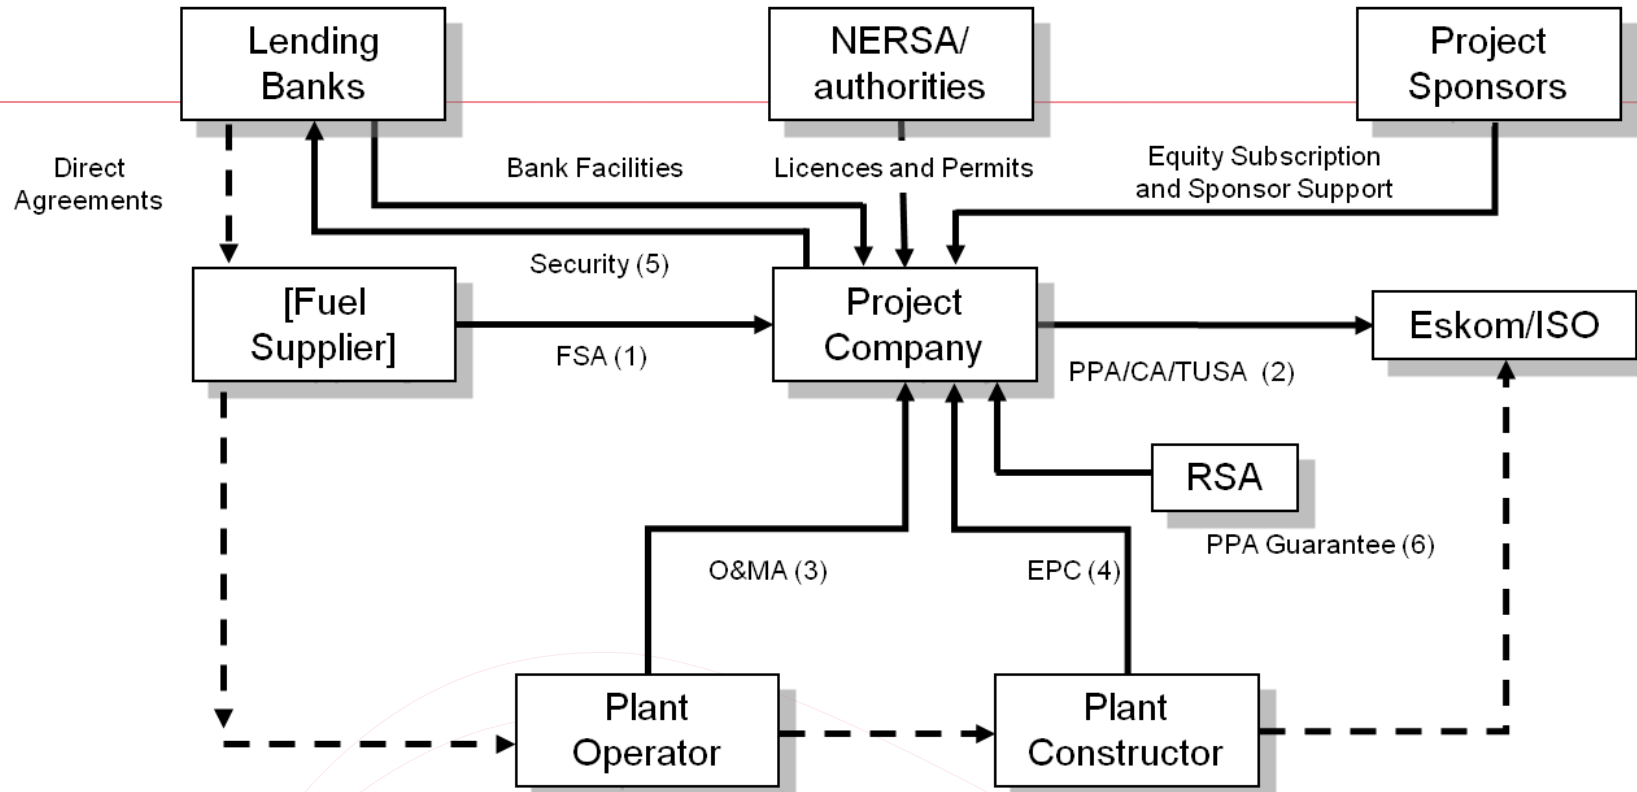 Lending
Banks
NERSA/
authorities
Project
Sponsors
Direct
Agreements
Bank Facilities
Licences and Permits
Equity Subscription
and Sponsor Support
Security (5)
[Fuel
Supplier]
FSA (1)
Project
Company
PPA/CA/TUSA (2)
Eskom/ISO
RSA
PPA Guarantee (6)
O&MA (3)
EPC (4)
Plant
Operator
Plant
Constructor